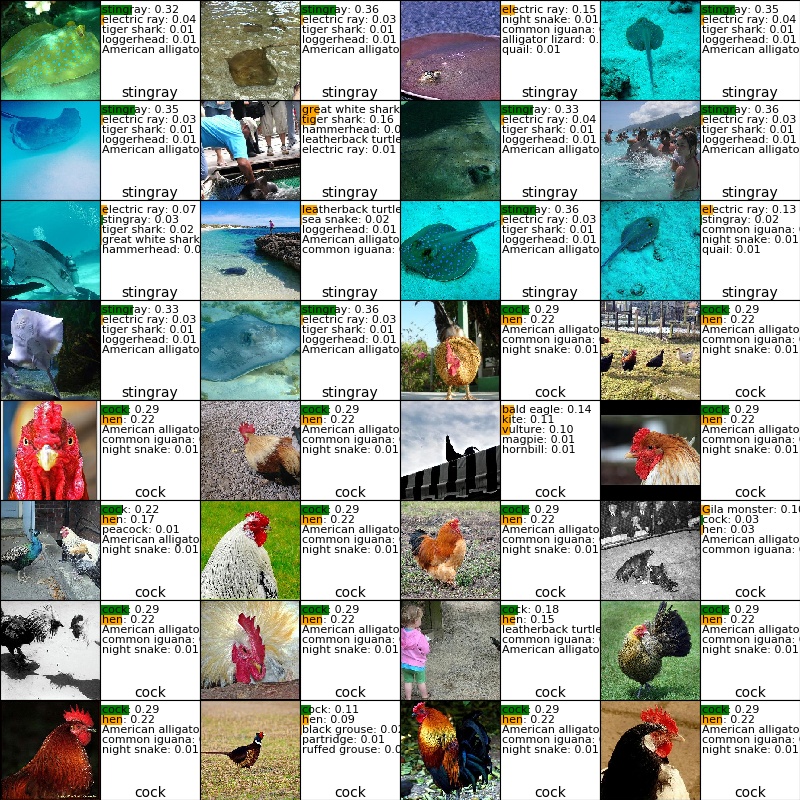 stingray: 0.32
electric ray: 0.04
tiger shark: 0.01
loggerhead: 0.01
American alligato
stingray
stingray: 0.36
electric ray: 0.03
tiger shark: 0.01
loggerhead: 0.01
American alligato
stingray
electric ray: 0.15
night snake: 0.01
common iguana:
alligator lizard: 0.
quail: 0.01
stingray
stingray: 0.35
electric ray: 0.04
tiger shark: 0.01
loggerhead: 0.01
American alligato
stingray
stingray: 0.35
electric ray: 0.03
tiger shark: 0.01
loggerhead: 0.01
American alligato
stingray
great white shark
tiger shark: 0.16
hammerhead: 0.0
leatherback turtle
electric ray: 0.01
stingray
stingray: 0.33
electric ray: 0.04
tiger shark: 0.01
loggerhead: 0.01
American alligato
stingray
stingray: 0.36
electric ray: 0.03
tiger shark: 0.01
loggerhead: 0.01
American alligato
stingray
electric ray: 0.07
stingray: 0.03
tiger shark: 0.02
great white shark
hammerhead: 0.0
stingray
leatherback turtle
sea snake: 0.02
loggerhead: 0.01
American alligato
common iguana:
stingray
stingray: 0.36
electric ray: 0.03
tiger shark: 0.01
loggerhead: 0.01
American alligato
stingray
electric ray: 0.13
stingray: 0.02
common iguana:
night snake: 0.01
quail: 0.01
stingray
stingray: 0.33
electric ray: 0.03
tiger shark: 0.01
loggerhead: 0.01
American alligato
stingray
stingray: 0.36
electric ray: 0.03
tiger shark: 0.01
loggerhead: 0.01
American alligato
stingray
cock: 0.29
hen: 0.22
American alligato
common iguana:
night snake: 0.01
cock
cock: 0.29
hen: 0.22
American alligato
common iguana:
night snake: 0.01
cock
cock: 0.29
hen: 0.22
American alligato
common iguana:
night snake: 0.01
cock
cock: 0.29
hen: 0.22
American alligato
common iguana:
night snake: 0.01
cock
bald eagle: 0.14
kite: 0.11
vulture: 0.10
magpie: 0.01
hornbill: 0.01
cock
cock: 0.29
hen: 0.22
American alligato
common iguana:
night snake: 0.01
cock
cock: 0.22
hen: 0.17
peacock: 0.01
American alligato
night snake: 0.01
cock
cock: 0.29
hen: 0.22
American alligato
common iguana:
night snake: 0.01
cock
cock: 0.29
hen: 0.22
American alligato
common iguana:
night snake: 0.01
cock
Gila monster: 0.10
cock: 0.03
hen: 0.03
American alligato
common iguana:
cock
cock: 0.29
hen: 0.22
American alligato
common iguana:
night snake: 0.01
cock
cock: 0.29
hen: 0.22
American alligato
common iguana:
night snake: 0.01
cock
cock: 0.18
hen: 0.15
leatherback turtle
common iguana:
American alligato
cock
cock: 0.29
hen: 0.22
American alligato
common iguana:
night snake: 0.01
cock
cock: 0.29
hen: 0.22
American alligato
common iguana:
night snake: 0.01
cock
cock: 0.11
hen: 0.09
black grouse: 0.02
partridge: 0.01
ruffed grouse: 0.0
cock
cock: 0.29
hen: 0.22
American alligato
common iguana:
night snake: 0.01
cock
cock: 0.29
hen: 0.22
American alligato
common iguana:
night snake: 0.01
cock